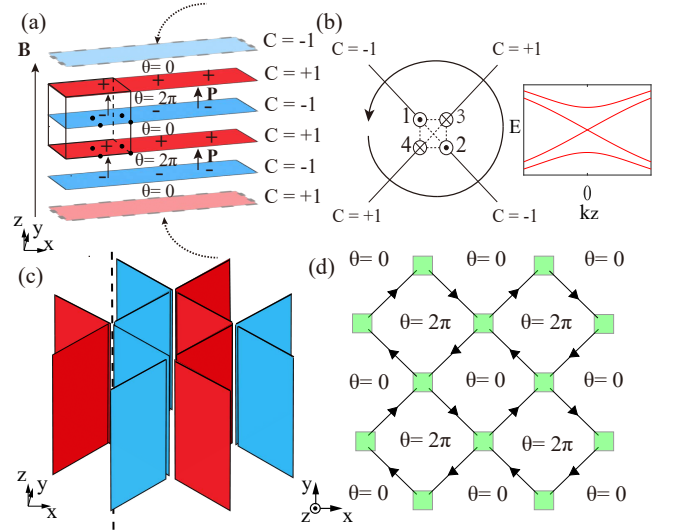 (a)
B
C = -1
θ= 0
C = +1
+ + +
θ= 2π
P
C = -1
- - -
θ= 0
C = +1
+ + +
θ= 2π
P
C = -1
- - -
θ= 0
C = +1
z
y
x
(b)
C = -1
C = +1
1
3
4
2
C = +1
C = -1
E
0
kz
(c)
z
y
x
(d)
θ= 0 θ= 0 θ= 0
θ= 2π θ= 2π
θ= 0 θ= 0 θ= 0
θ= 2π θ= 2π
θ= 0 θ= 0 θ= 0
y
z
x